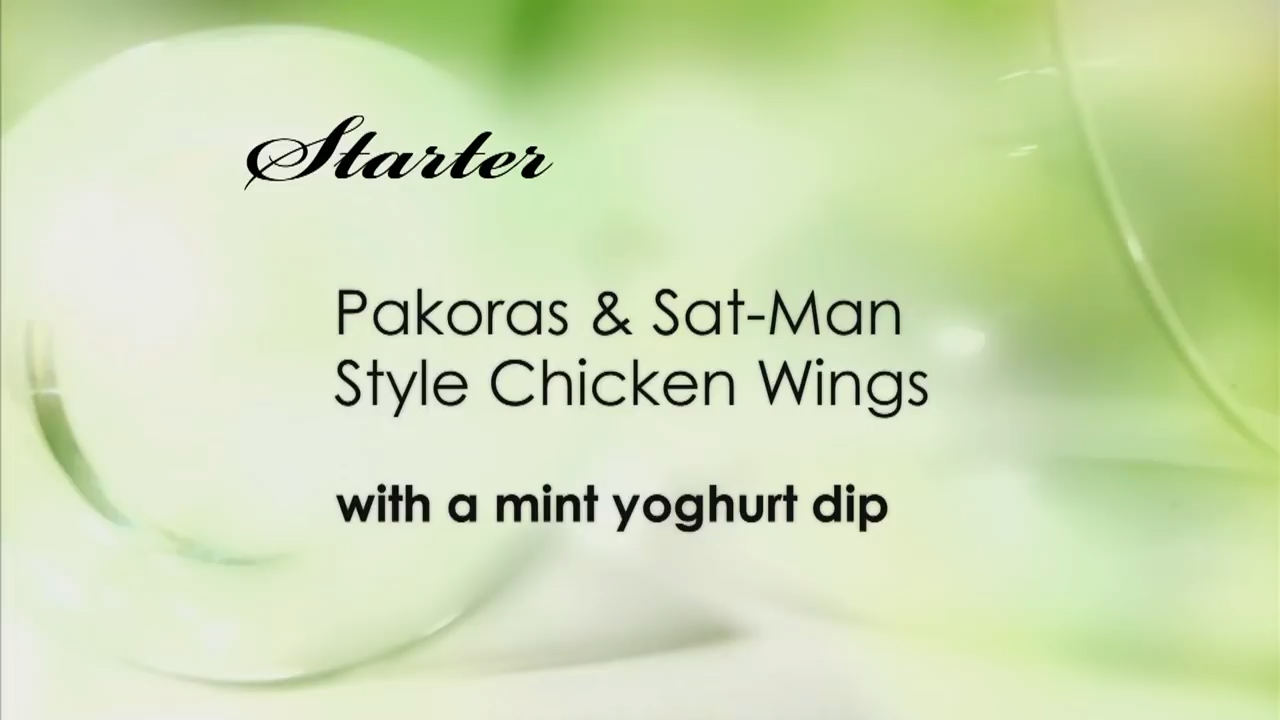 Starter
Pakoras & Sat-Man
Style Chicken Wings
with a mint yoghurt dip